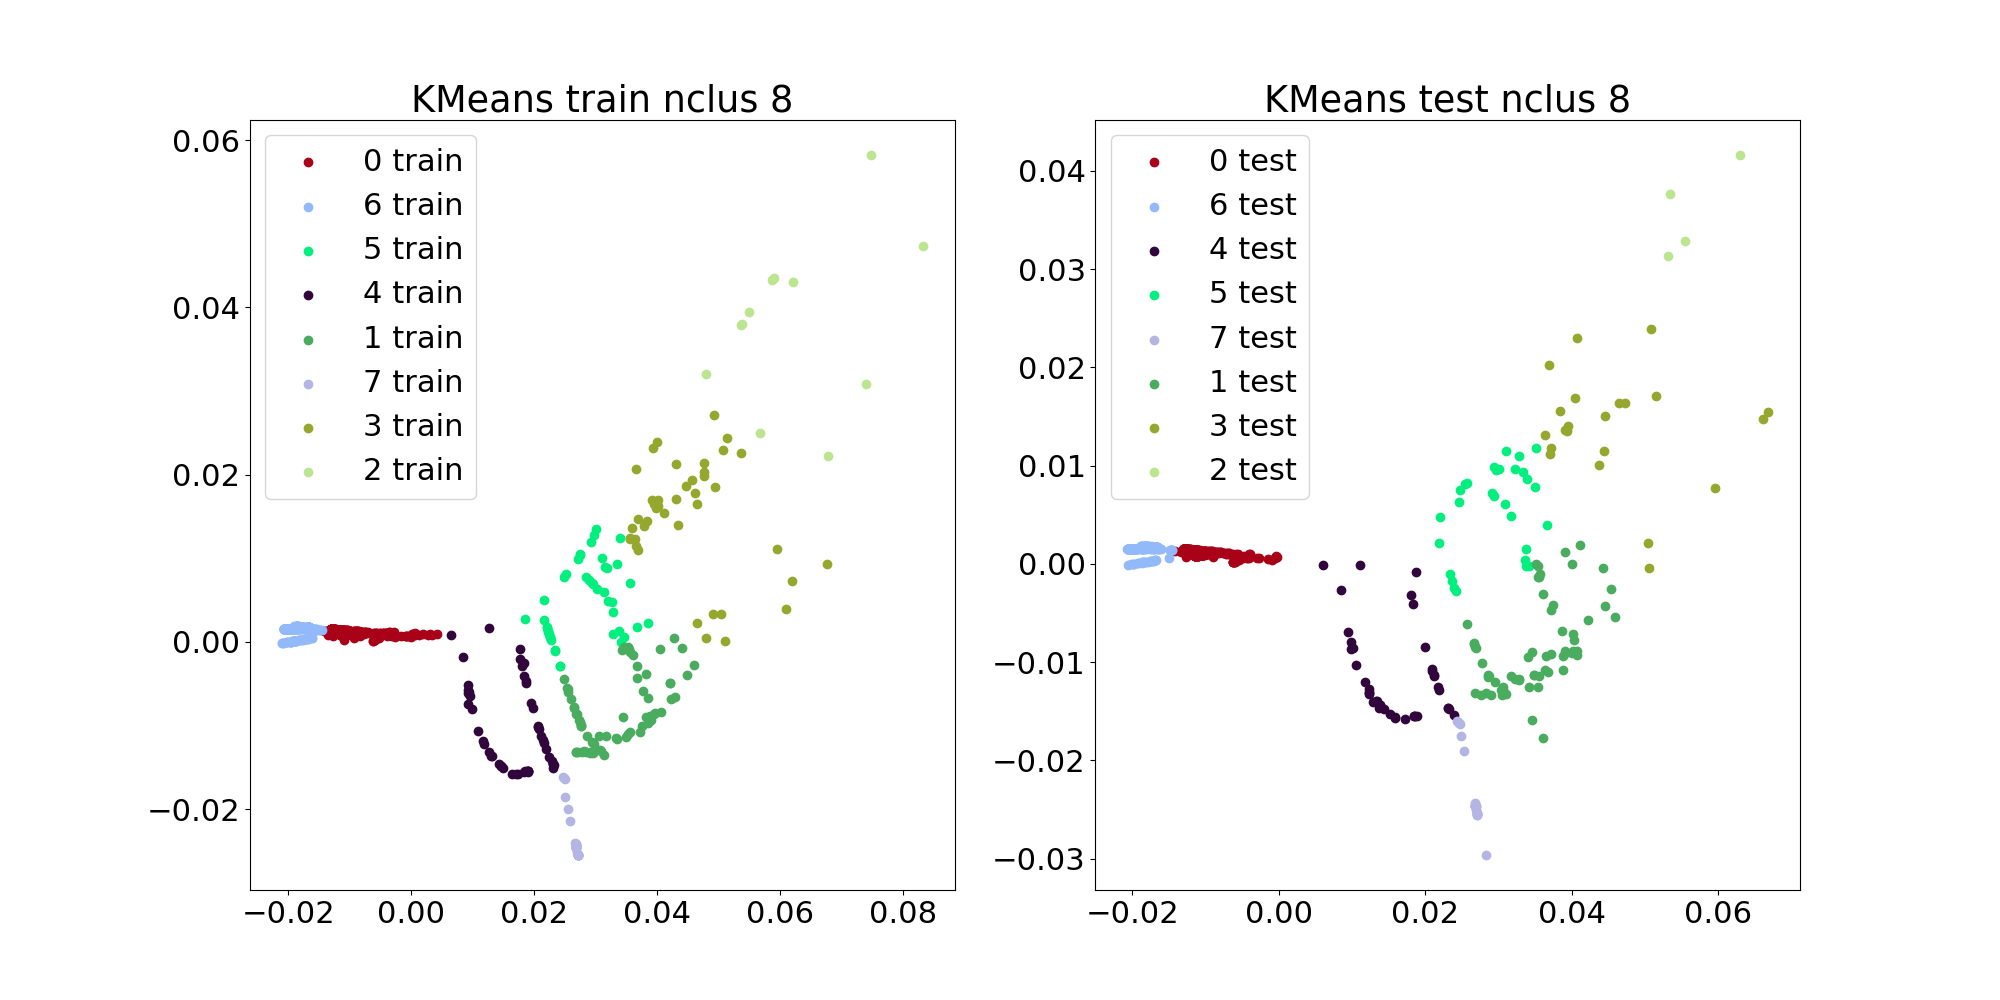 KMeans train nclus 8
0.06
0.04
0.02
0.00
−0.02
0 train
6 train
5 train
4 train
1 train
7 train
3 train
2 train
−0.02 0.00 0.02 0.04 0.06 0.08
KMeans test nclus 8
0.04
0.03
0.02
0.01
0.00
−0.01
−0.02
−0.03
0 test
6 test
4 test
5 test
7 test
1 test
3 test
2 test
−0.02 0.00 0.02 0.04 0.06